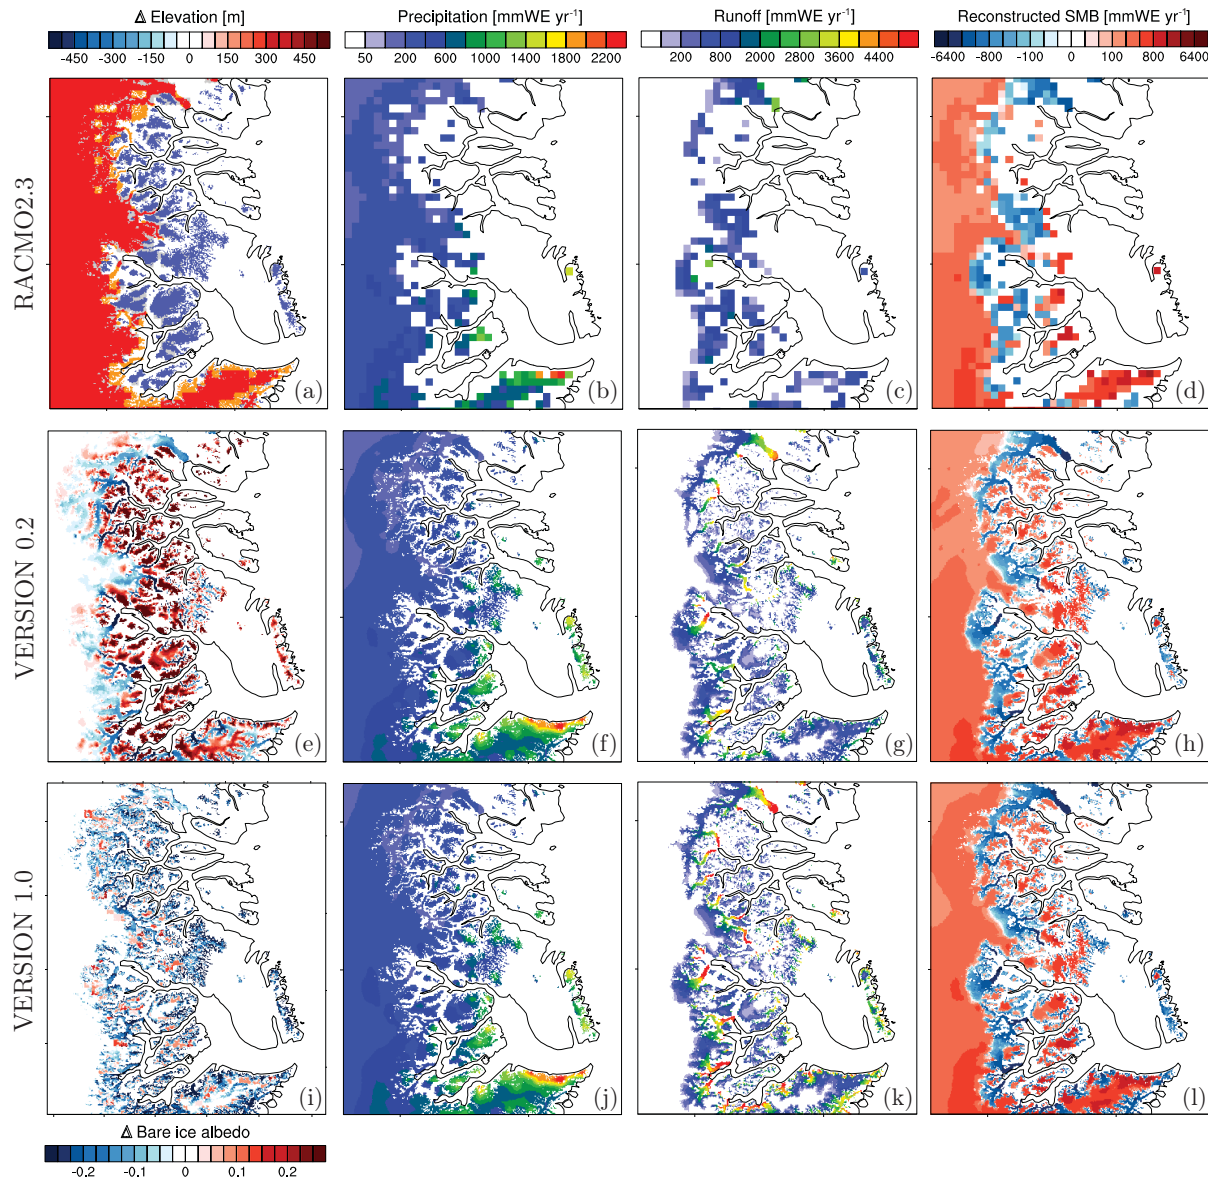 Δ Elevation [m]
-450 -300 -150 0 150 300 450
Precipitation [mmWE yr-1]
50 200 600 1000 1400 1800 2200
Runoff [mmWE yr-1]
200 800 2000 2800 3600 4400
Reconstructed SMB [mmWE yr-1]
-6400 -800 -100 0 100 800 6400
RACMO2.3
(a) (b) (c) (d)
VERSION 0.2
(e) (f) (g) (h)
VERSION 1.0
(i) (j) (k) (l)
Δ Bare ice albedo
-0.2 -0.1 0 0.1 0.2